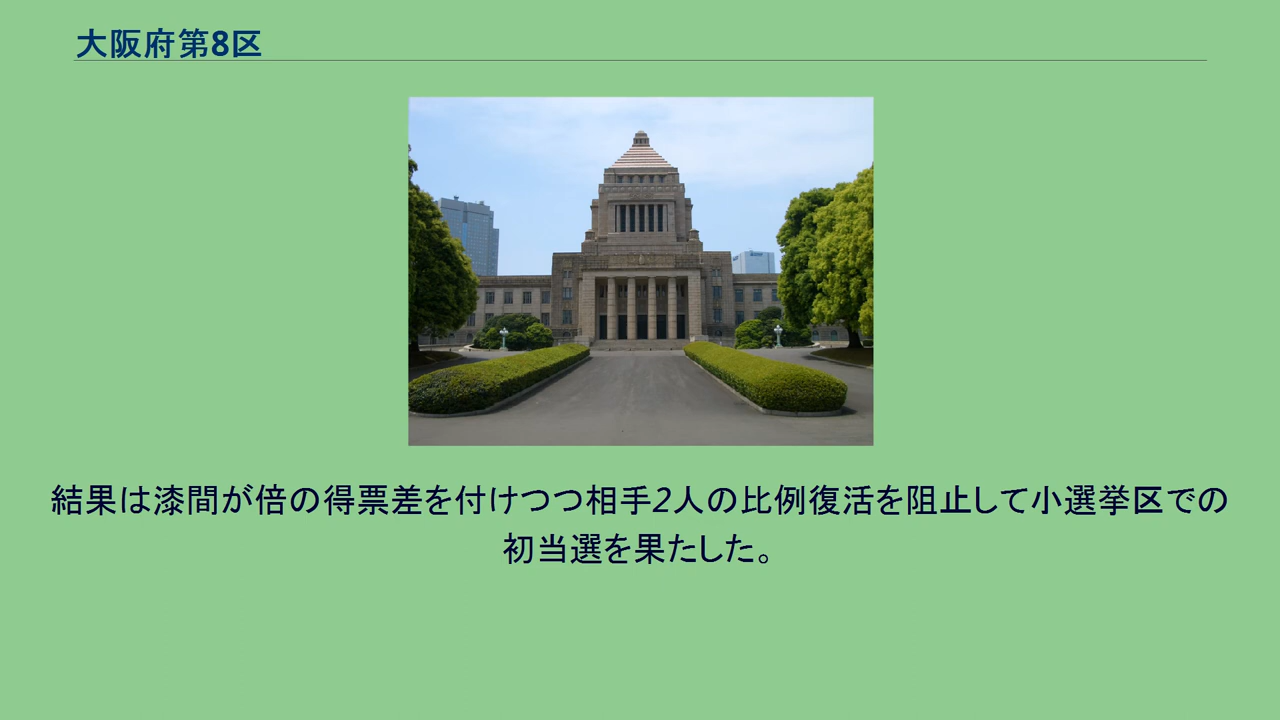 大阪府第8区
結果は漆間が倍の得票差を付けつつ相手2人の比例復活を阻止して小選挙区での
初当選を果たした。